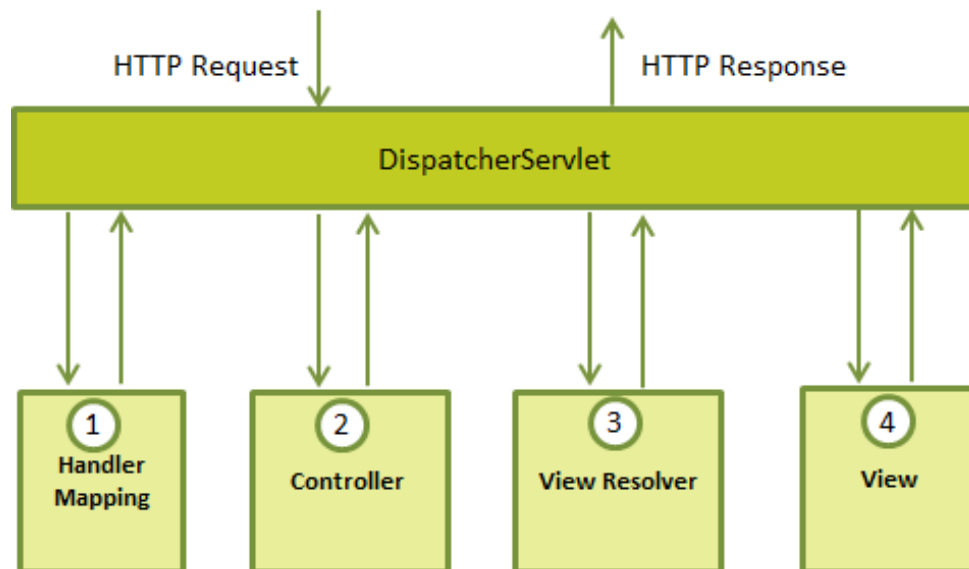 HTTP Request
HTTP Response
DispatcherServlet
1
Handler
Mapping
2
Controller
3
View Resolver
4
View